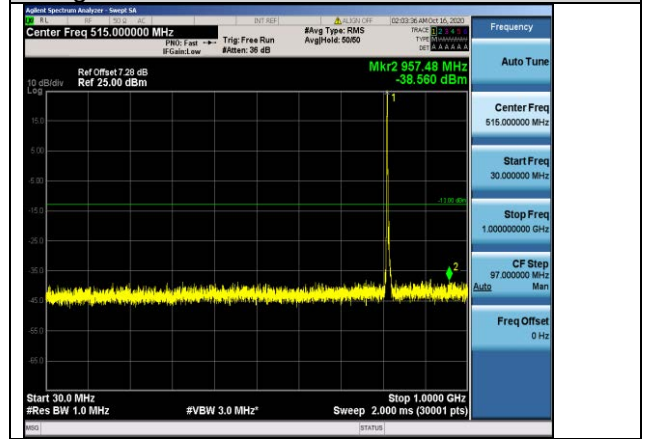 Agilent Spectrum Analyzer - Swept SA
RL RF 50 Ω AC INT REF ALIGN OFF 02:03:36 AM Oct 16, 2020
Center Freq 515.000000 MHz
PNO: Fast
IFGain:Low
Trig: Free Run
#Atten: 36 dB
#Avg Type: RMS
Avg|Hold: 50/50
TRACE 1 2 3 4 5 6
TYPE
DET A A A A A A
Frequency
Mkr2 957.48 MHz
-38.560 dBm
Ref Offset 7.28 dB
Ref 25.00 dBm
10 dB/div
Log
15.0
5.00
-5.00
-15.0
-25.0
-35.0
-45.0
-55.0
-65.0
1
-13.00 dBm
2
Start 30.0 MHz
#Res BW 1.0 MHz
#VBW 3.0 MHz*
Stop 1.0000 GHz
Sweep 2.000 ms (30001 pts)
Auto Tune
Center Freq
515.000000 MHz
Start Freq
30.000000 MHz
Stop Freq
1.000000000 GHz
CF Step
97.000000 MHz
Auto Man
Freq Offset
0 Hz
MSG STATUS